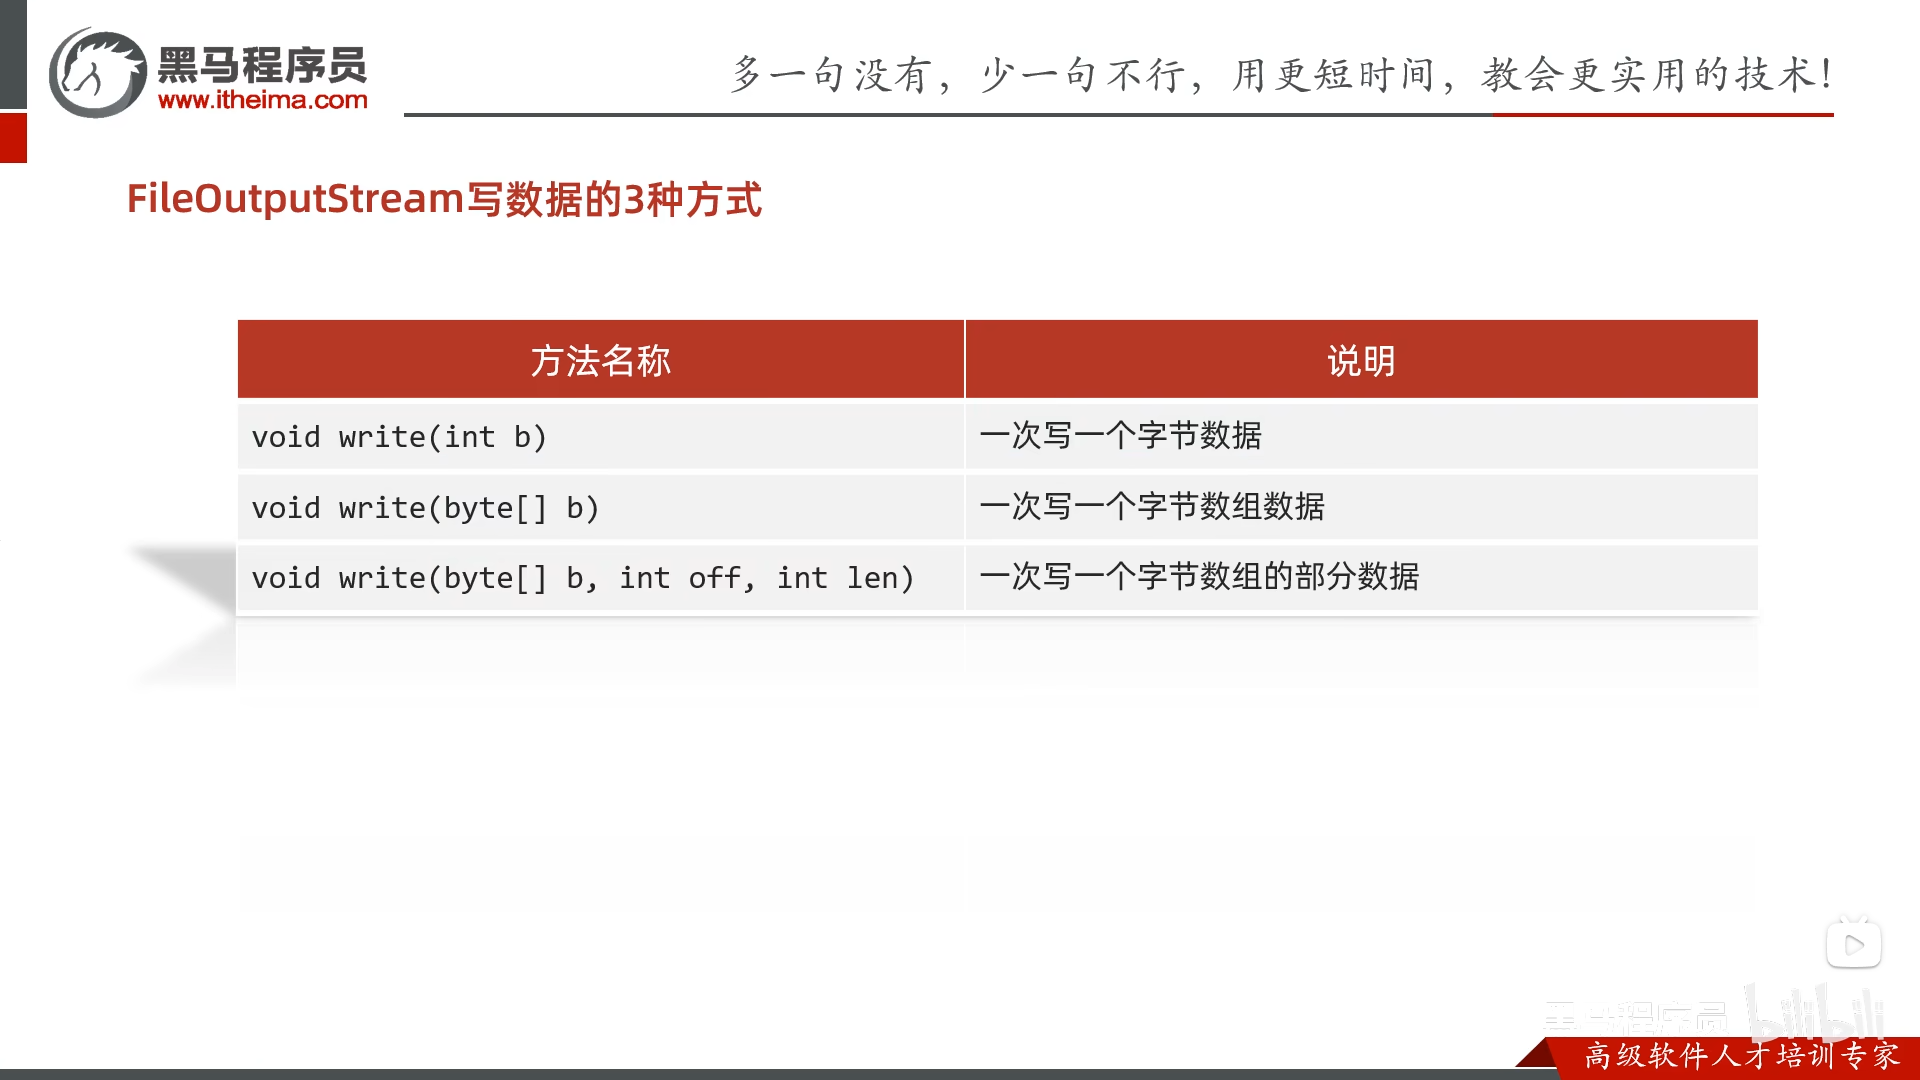 黑马程序员
www.itheima.com
多一句没有，少一句不行，用更短时间，教会更实用的技术！
FileOutputStream写数据的3种方式
方法名称 说明
void write(int b) 一次写一个字节数据
void write(byte[] b) 一次写一个字节数组数据
void write(byte[] b, int off, int len) 一次写一个字节数组的部分数据
黑马程序员 bilibili
高级软件人才培训专家